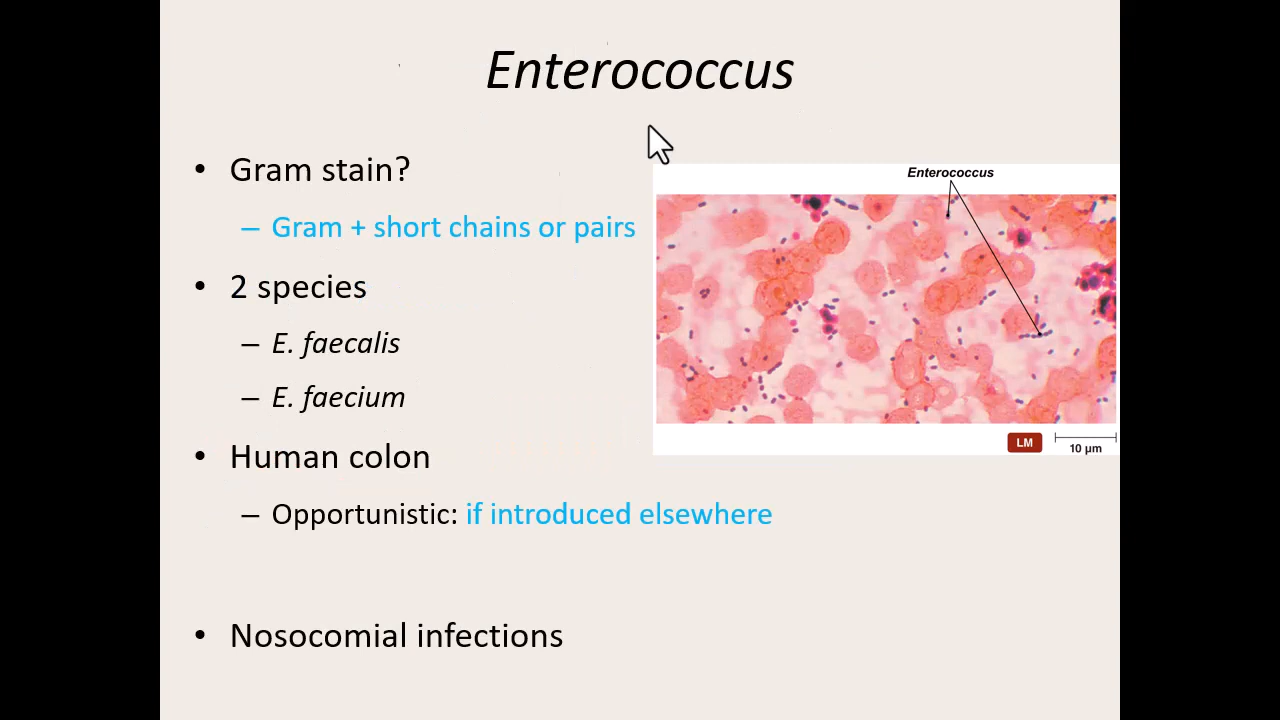 Enterococcus
• Gram stain?
– Gram + short chains or pairs
• 2 species
– E. faecalis
– E. faecium
• Human colon
– Opportunistic: if introduced elsewhere
• Nosocomial infections
Enterococcus
LM
10 µm